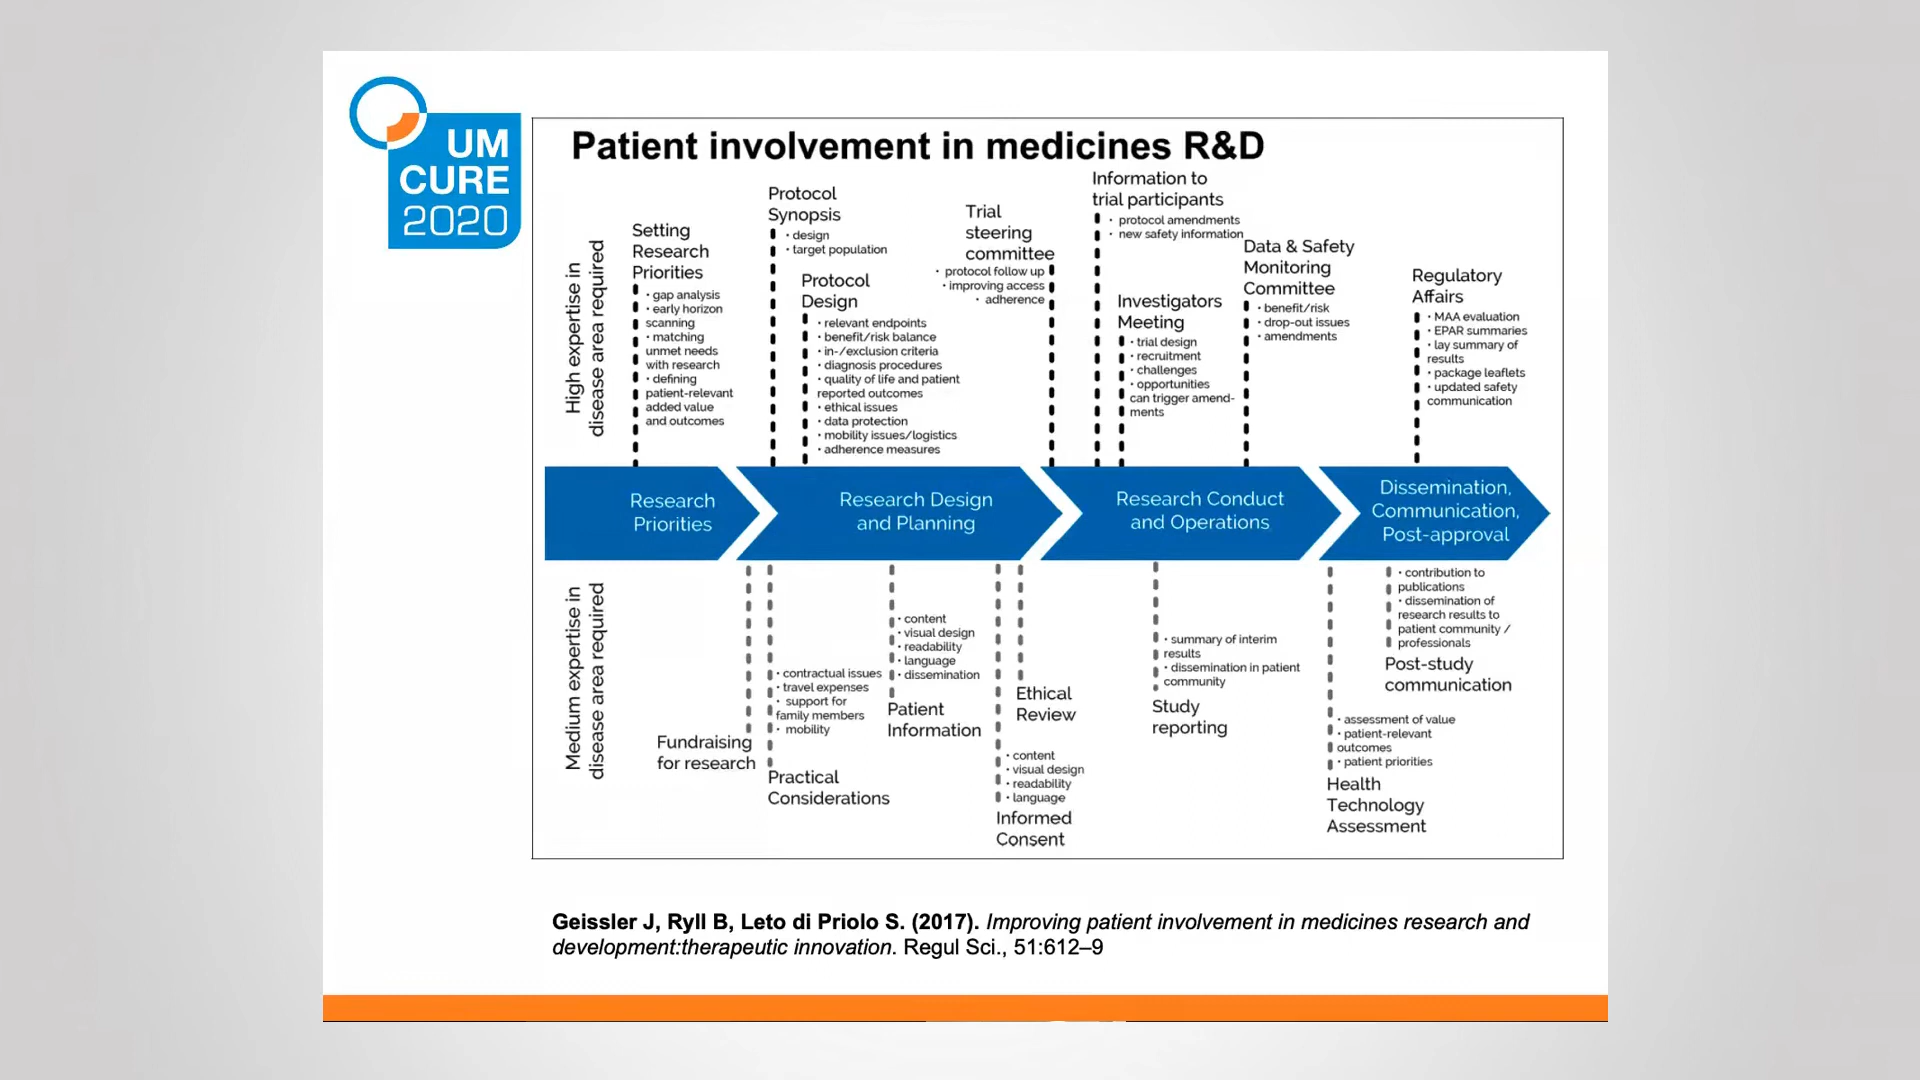 UM
CURE
2020
Patient involvement in medicines R&D
High expertise in
disease area required
Setting
Research
Priorities
• gap analysis
• early horizon
scanning
• matching
unmet needs
with research
• defining
patient-relevant
added value
and outcomes
Protocol
Synopsis
• design
• target population
Protocol
Design
• relevant endpoints
• benefit/risk balance
• in-/exclusion criteria
• diagnosis procedures
• quality of life and patient
reported outcomes
• ethical issues
• data protection
• mobility issues/logistics
• adherence measures
Trial
steering
committee
• protocol follow up
• improving access
• adherence
Information to
trial participants
• protocol amendments
• new safety information
Investigators
Meeting
• trial design
• recruitment
• challenges
• opportunities
can trigger amend-
ments
Data & Safety
Monitoring
Committee
• benefit/risk
• drop-out issues
• amendments
Regulatory
Affairs
• MAA evaluation
• EPAR summaries
• lay summary of
results
• package leaflets
• updated safety
communication
Research
Priorities
Research Design
and Planning
Research Conduct
and Operations
Dissemination,
Communication,
Post-approval
Medium expertise in
disease area required
Fundraising
for research
• contractual issues
• travel expenses
• support for
family members
• mobility
Practical
Considerations
• content
• visual design
• readability
• language
• dissemination
Patient
Information
• content
• visual design
• readability
• language
Informed
Consent
Ethical
Review
• summary of interim
results
• dissemination in patient
community
Study
reporting
• assessment of value
• patient-relevant
outcomes
• patient priorities
Health
Technology
Assessment
• contribution to
publications
• dissemination of
research results to
patient community /
professionals
Post-study
communication
Geissler J, Ryll B, Leto di Priolo S. (2017). Improving patient involvement in medicines research and
development:therapeutic innovation. Regul Sci., 51:612–9